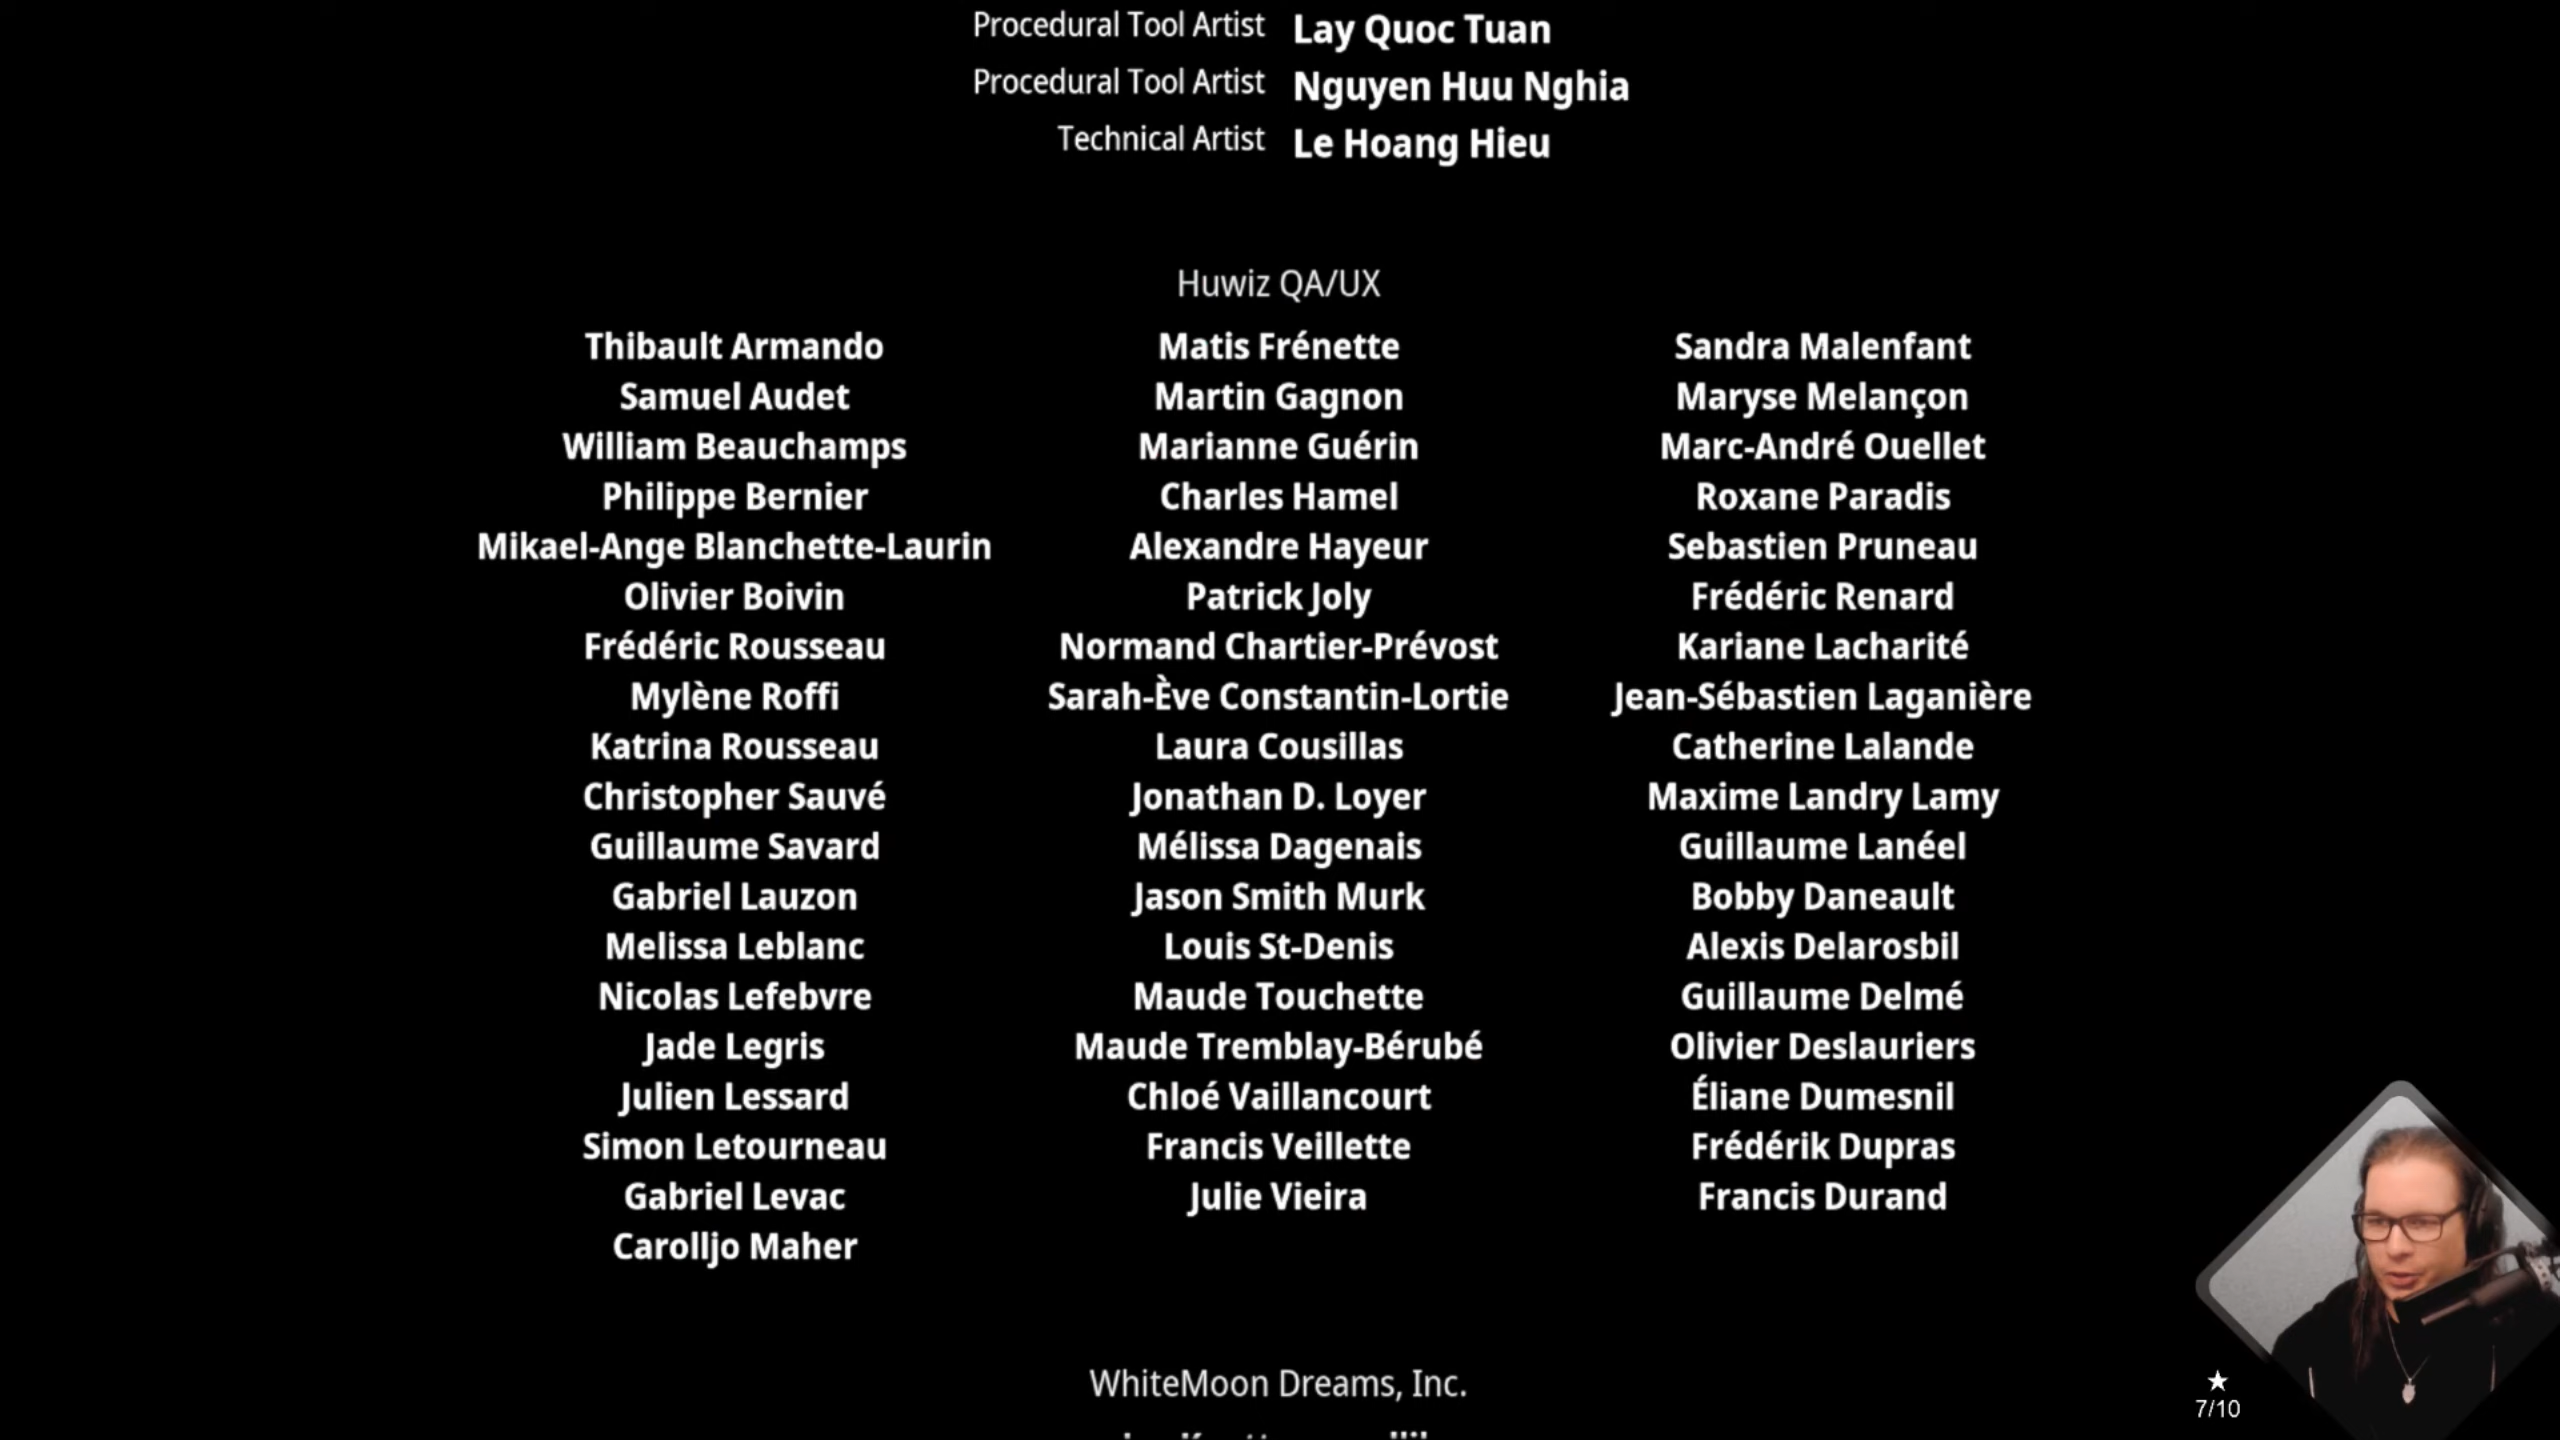 Procedural Tool Artist Lay Quoc Tuan
Procedural Tool Artist Nguyen Huu Nghia
Technical Artist Le Hoang Hieu
Huwiz QA/UX
Thibault Armando Matis Frénette Sandra Malenfant
Samuel Audet Martin Gagnon Maryse Melançon
William Beauchamps Marianne Guérin Marc-André Ouellet
Philippe Bernier Charles Hamel Roxane Paradis
Mikael-Ange Blanchette-Laurin Alexandre Hayeur Sebastien Pruneau
Olivier Boivin Patrick Joly Frédéric Renard
Frédéric Rousseau Normand Chartier-Prévost Kariane Lacharité
Mylène Roffi Sarah-Ève Constantin-Lortie Jean-Sébastien Laganière
Katrina Rousseau Laura Cousillas Catherine Lalande
Christopher Sauvé Jonathan D. Loyer Maxime Landry Lamy
Guillaume Savard Mélissa Dagenais Guillaume Lanéel
Gabriel Lauzon Jason Smith Murk Bobby Daneault
Melissa Leblanc Louis St-Denis Alexis Delarosbil
Nicolas Lefebvre Maude Touchette Guillaume Delmé
Jade Legris Maude Tremblay-Bérubé Olivier Deslauriers
Julien Lessard Chloé Vaillancourt Éliane Dumesnil
Simon Letourneau Francis Veillette Frédérik Dupras
Gabriel Levac Julie Vieira Francis Durand
Carolljo Maher
WhiteMoon Dreams, Inc.
7/10